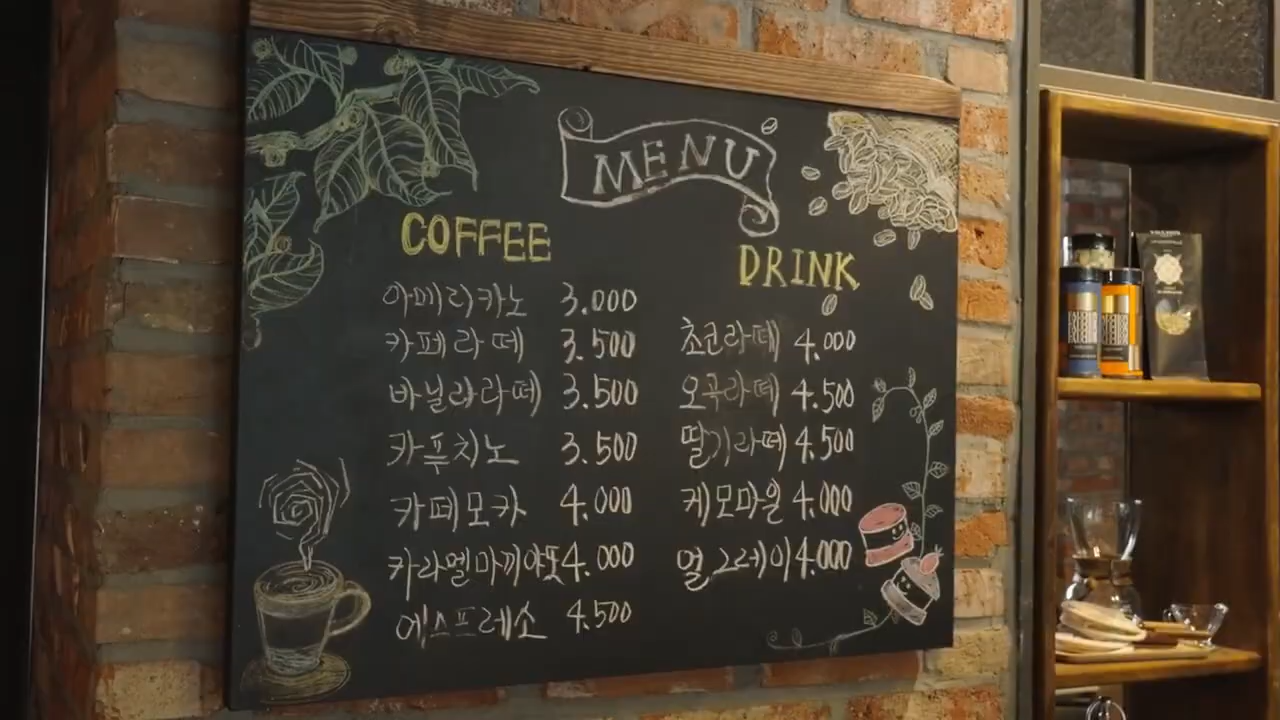 MENU
COFFEE
아메리카노 3.000
카페라떼 3.500
바닐라라떼 3.500
카푸치노 3.500
카페모카 4.000
카라멜마끼아또 4.000
에스프레소 4.500
DRINK
초코라떼 4.000
오곡라떼 4.500
딸기라떼 4.500
케모마일 4.000
얼그레이 4.000